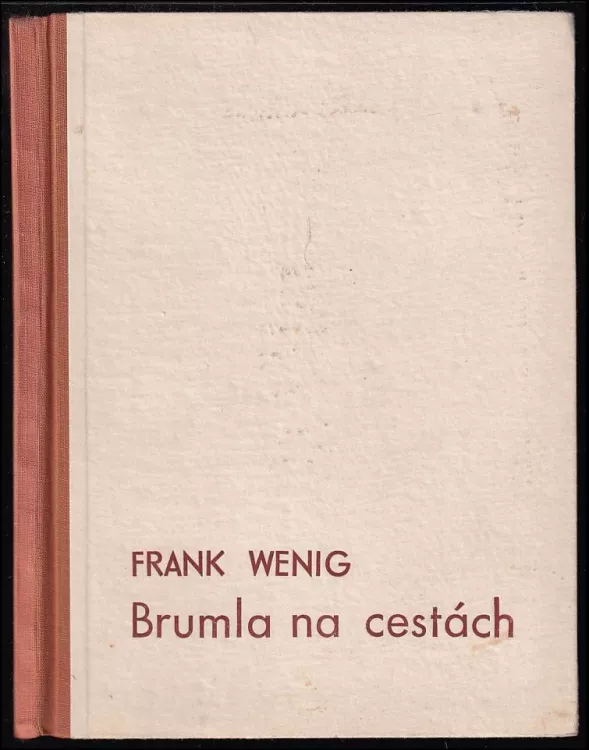 FRANK WENIG
Brumla na cestách